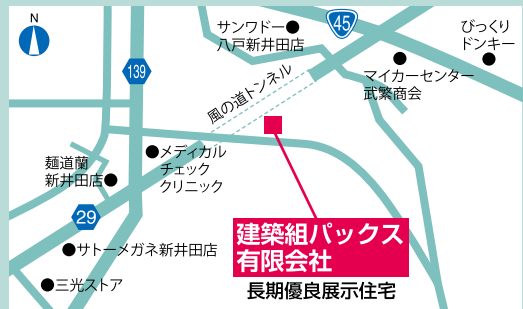 N
サンワドー
八戸新井田店
45
びっくり
ドンキー
139
風の道トンネル
マイカーセンター
武繁商会
麺道蘭
新井田店
メディカル
チェック
クリニック
29
サトーメガネ新井田店
三光ストア
建築組パックス
有限会社
長期優良展示住宅